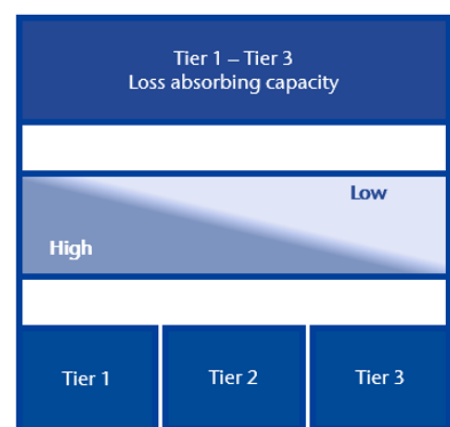 Tier 1 – Tier 3
Loss absorbing capacity
Low
High
Tier 1
Tier 2
Tier 3